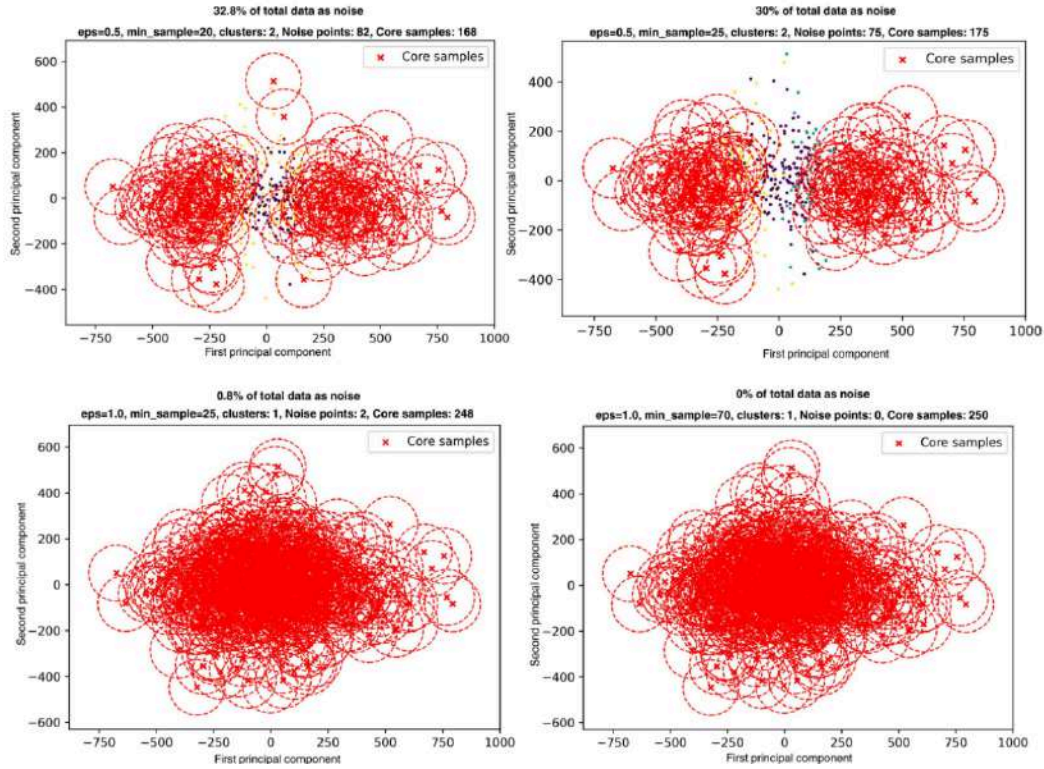 32.8% of total data as noise
eps=0.5, min_sample=20, clusters: 2, Noise points: 82, Core samples: 168
Core samples
600
400
200
0
−200
−400
Second principal component
−750
−500
−250
0
250
500
750
1000
First principal component
30% of total data as noise
eps=0.5, min_sample=25, clusters: 2, Noise points: 75, Core samples: 175
Core samples
400
200
0
−200
−400
Second principal component
−750
−500
−250
0
250
500
750
1000
First principal component
0.8% of total data as noise
eps=1.0, min_sample=25, clusters: 1, Noise points: 2, Core samples: 248
Core samples
600
400
200
0
−200
−400
−600
Second principal component
−750
−500
−250
0
250
500
750
1000
First principal component
0% of total data as noise
eps=1.0, min_sample=70, clusters: 1, Noise points: 0, Core samples: 250
Core samples
600
400
200
0
−200
−400
−600
Second principal component
−750
−500
−250
0
250
500
750
1000
First principal component